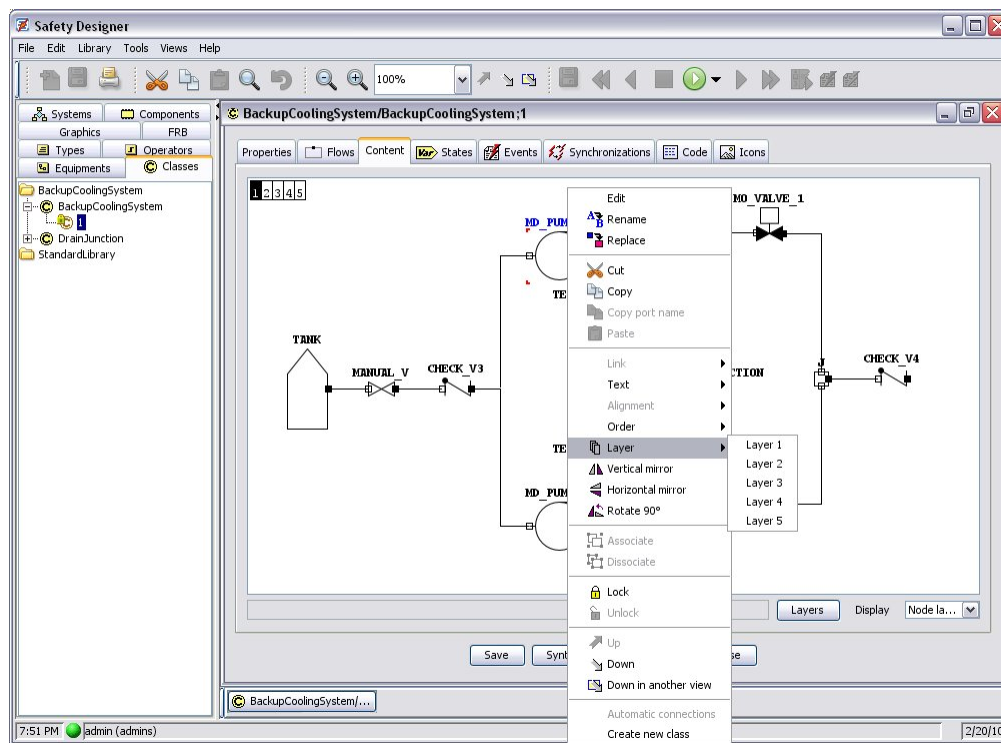 Safety Designer
File Edit Library Tools Views Help
100%
Systems Components
Graphics FRB
Types Operators
Equipments Classes
BackupCoolingSystem
BackupCoolingSystem
1
DrainJunction
StandardLibrary
BackupCoolingSystem/BackupCoolingSystem;1
Properties Flows Content Var States Events Synchronizations Code Icons
1 2 3 4 5
MD_PUM
MO_VALVE_1
TE
TANK
MANUAL_V
CHECK_V3
CTION
J
CHECK_V4
TE
MD_PUM
Edit
Rename
Replace
Cut
Copy
Copy port name
Paste
Link
Text
Alignment
Order
Layer
Vertical mirror
Horizontal mirror
Rotate 90°
Associate
Dissociate
Lock
Unlock
Up
Down
Down in another view
Automatic connections
Create new class
Layer 1
Layer 2
Layer 3
Layer 4
Layer 5
Layers Display Node la...
Save Synt se
BackupCoolingSystem/...
7:51 PM admin (admins) 2/20/10